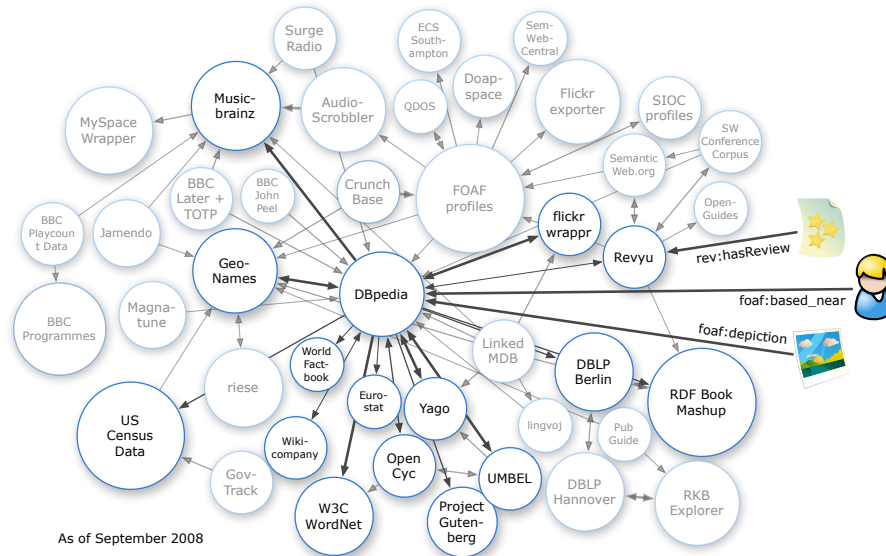 Surge
Radio
ECS
South-
ampton
Sem-
Web-
Central
Music-
brainz
Audio-
Scrobbler
QDOS
Doap-
space
Flickr
exporter
SIOC
profiles
MySpace
Wrapper
SW
Conference
Corpus
Semantic
Web.org
BBC
Later +
TOTP
BBC
John
Peel
Crunch
Base
FOAF
profiles
Open-
Guides
BBC
Playcoun
t Data
Jamendo
flickr
wrappr
Revyu
rev:hasReview
Geo-
Names
DBpedia
foaf:based_near
BBC
Programmes
Magna-
tune
foaf:depiction
World
Fact-
book
Linked
MDB
DBLP
Berlin
RDF Book
Mashup
riese
Euro-
stat
Yago
US
Census
Data
lingvoj
Pub
Guide
Wiki-
company
Open
Cyc
Gov-
Track
UMBEL
DBLP
Hannover
RKB
Explorer
W3C
WordNet
Project
Guten-
berg
As of September 2008